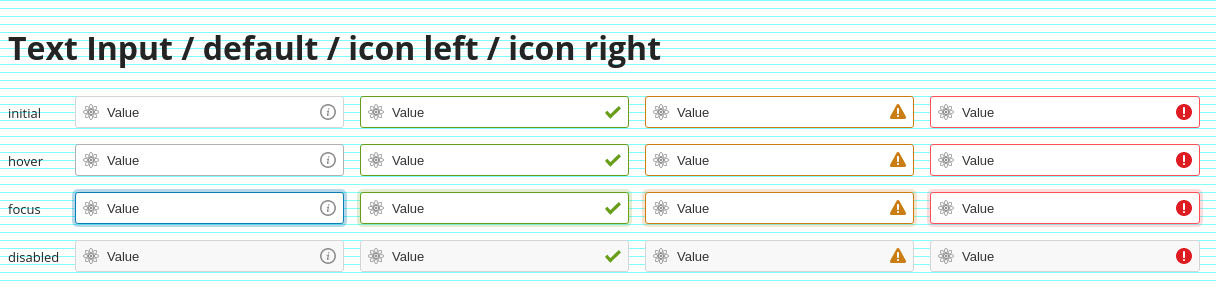 Text Input / default / icon left / icon right
initial Value Value Value Value
hover Value Value Value Value
focus Value Value Value Value
disabled Value Value Value Value